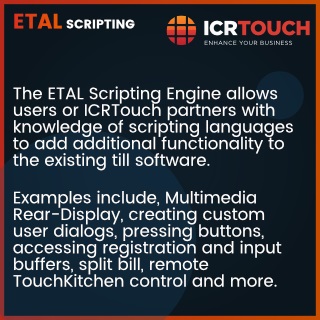 ETAL SCRIPTING
ICRTOUCH
ENHANCE YOUR BUSINESS
The ETAL Scripting Engine allows
users or ICRTouch partners with
knowledge of scripting languages
to add additional functionality to
the existing till software.
Examples include, Multimedia
Rear-Display, creating custom
user dialogs, pressing buttons,
accessing registration and input
buffers, split bill, remote
TouchKitchen control and more.